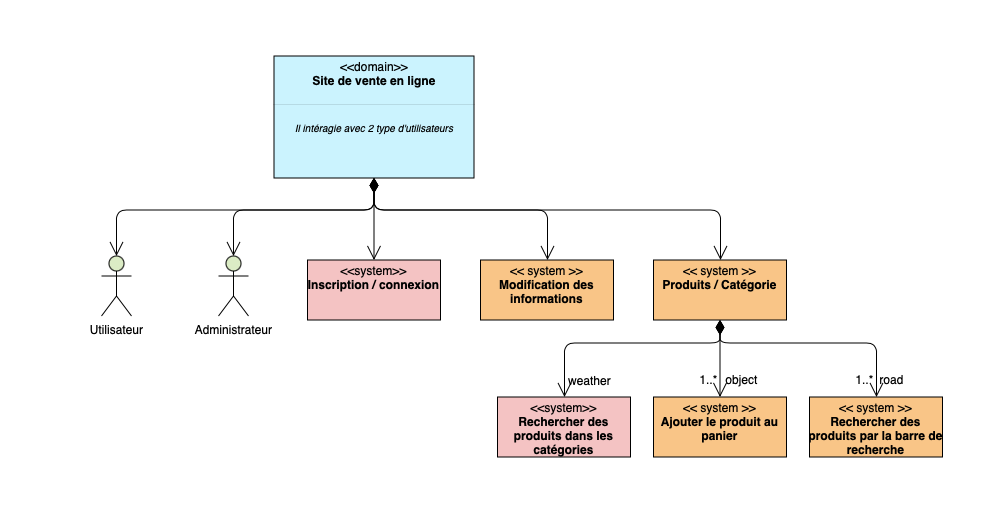 <<domain>>
Site de vente en ligne
Il intéragie avec 2 type d'utilisateurs
Utilisateur
Administrateur
<<system>>
Inscription / connexion
<< system >>
Modification des
informations
<< system >>
Produits / Catégorie
weather
1..* object
1..* road
<<system>>
Rechercher des
produits dans les
catégories
<< system >>
Ajouter le produit au
panier
<< system >>
Rechercher des
produits par la barre de
recherche